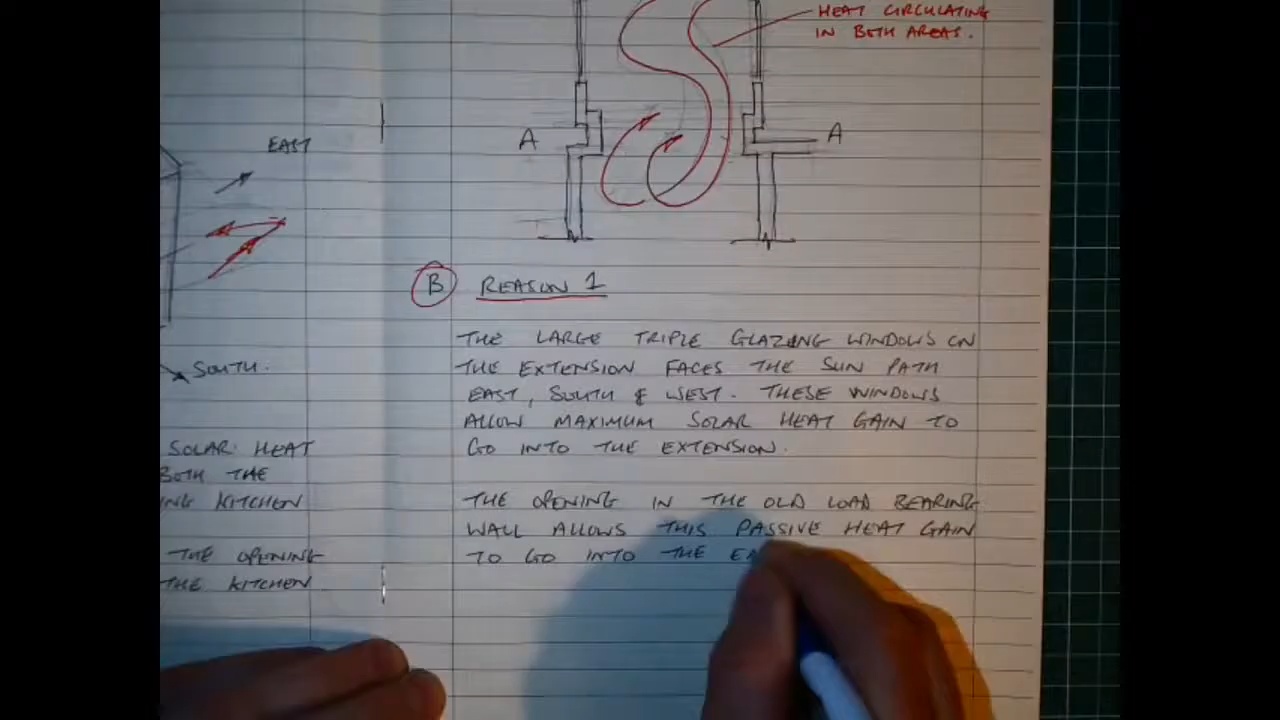 HEAT CIRCULATING
IN BOTH AREAS.
A
A
EAST
SOUTH.
SOLAR HEAT
BOTH THE
ING KITCHEN
THE OPENING
THE KITCHEN
B REASON 1
THE LARGE TRIPLE GLAZING WINDOWS ON
THE EXTENSION FACES THE SUN PATH
EAST, SOUTH & WEST. THESE WINDOWS
ALLOW MAXIMUM SOLAR HEAT GAIN TO
GO INTO THE EXTENSION.
THE OPENING IN THE OLD LOAD BEARING
WALL ALLOWS THIS PASSIVE HEAT GAIN
TO GO INTO THE